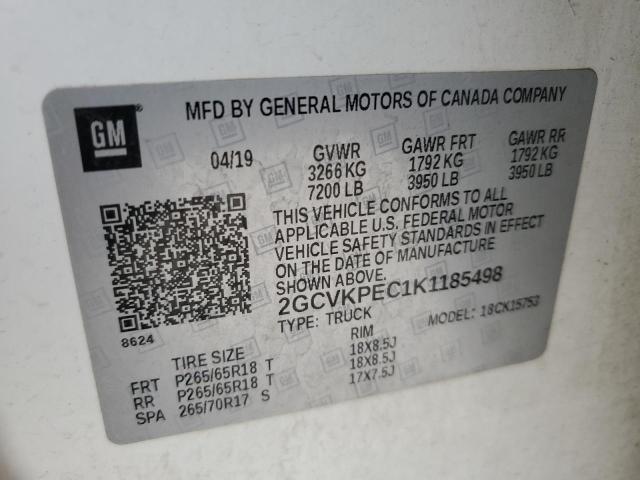 GM
MFD BY GENERAL MOTORS OF CANADA COMPANY
04/19 GVWR GAWR FRT GAWR RR
3266 KG 1792 KG 1792 KG
7200 LB 3950 LB 3950 LB
THIS VEHICLE CONFORMS TO ALL
APPLICABLE U.S. FEDERAL MOTOR
VEHICLE SAFETY STANDARDS IN EFFECT
ON THE DATE OF MANUFACTURE
SHOWN ABOVE.
2GCVKPEC1K1185498
8624 TYPE: TRUCK MODEL: 18CK15753
TIRE SIZE RIM
FRT P265/65R18 T 18X8.5J
RR P265/65R18 T 18X8.5J
SPA 265/70R17 S 17X7.5J